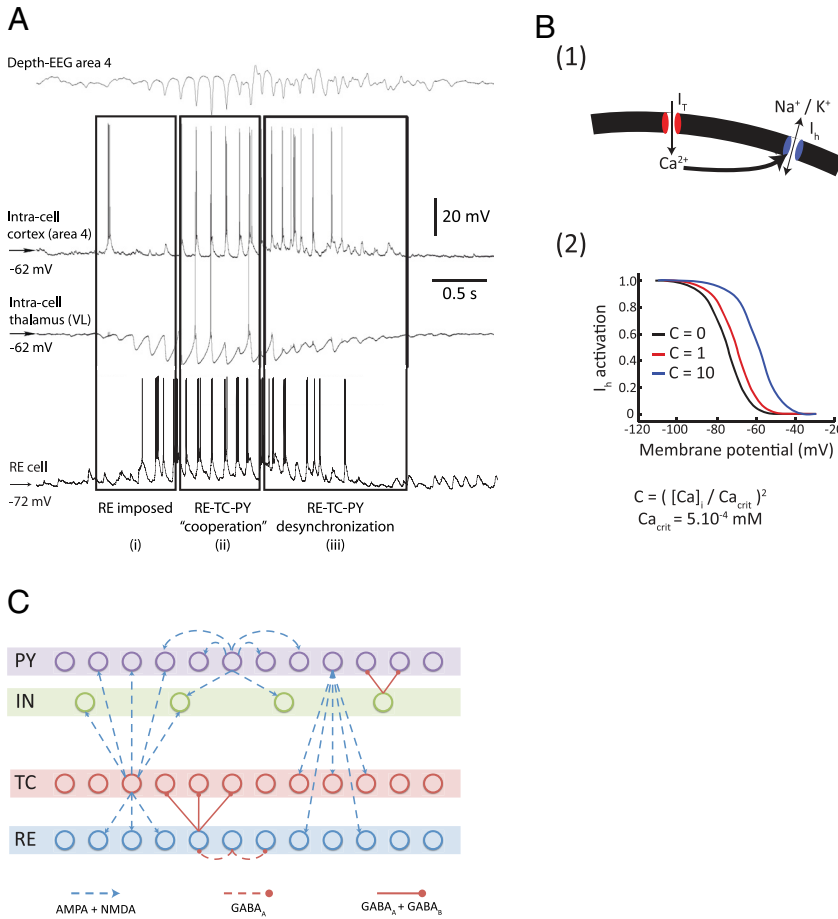 A
Depth-EEG area 4
Intra-cell
cortex (area 4)
-62 mV
Intra-cell
thalamus (VL)
-62 mV
RE cell
-72 mV
20 mV
0.5 s
RE imposed
(i)
RE-TC-PY
"cooperation"
(ii)
RE-TC-PY
desynchronization
(iii)
B
(1)
I_T
Na⁺ / K⁺
I_h
Ca²⁺
(2)
I_h activation
1.0
0.8
0.6
0.4
0.2
0
C = 0
C = 1
C = 10
-120 -100 -80 -60 -40 -20
Membrane potential (mV)
C = ( [Ca]_i / Ca_crit )²
Ca_crit = 5.10⁻⁴ mM
C
PY
IN
TC
RE
AMPA + NMDA
GABA_A
GABA_A + GABA_B